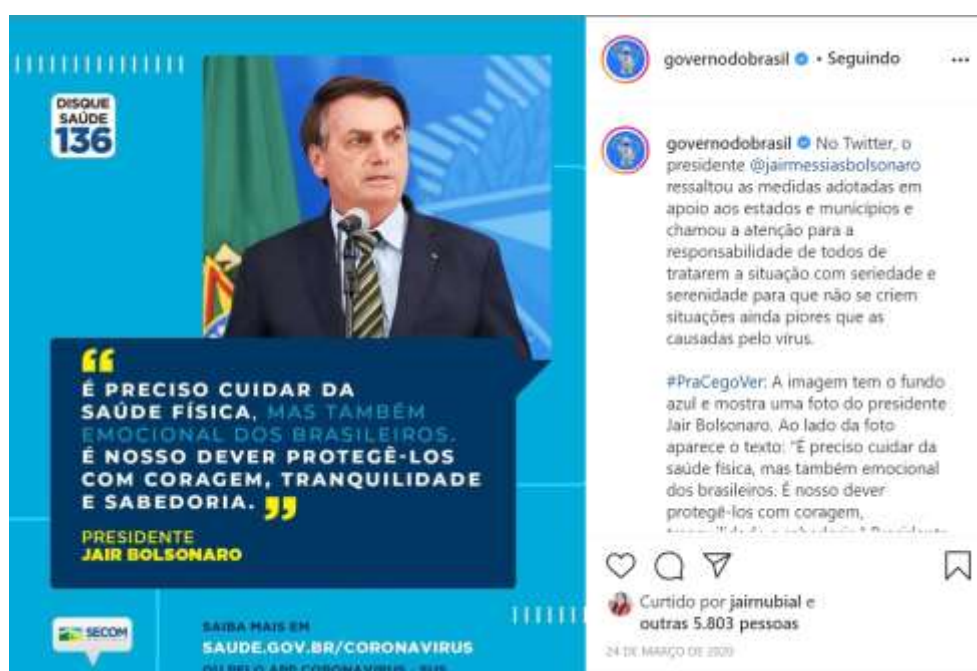 DISQUE
SAÚDE
136
“
É PRECISO CUIDAR DA
SAÚDE FÍSICA, MAS TAMBÉM
EMOCIONAL DOS BRASILEIROS.
É NOSSO DEVER PROTEGÊ-LOS
COM CORAGEM, TRANQUILIDADE
E SABEDORIA. ”
PRESIDENTE
JAIR BOLSONARO
SECOM
SAIBA MAIS EM
SAUDE.GOV.BR/CORONAVIRUS
OU PELO APP CORONAVIRUS - SUS
governodobrasil • Seguindo ...
governodobrasil No Twitter, o
presidente @jairmessiasbolsonaro
ressaltou as medidas adotadas em
apoio aos estados e municípios e
chamou a atenção para a
responsabilidade de todos de
tratarem a situação com seriedade e
serenidade para que não se criem
situações ainda piores que as
causadas pelo vírus.
#PraCegoVer: A imagem tem o fundo
azul e mostra uma foto do presidente
Jair Bolsonaro. Ao lado da foto
aparece o texto: "É preciso cuidar da
saúde física, mas também emocional
dos brasileiros. É nosso dever
protegê-los com coragem,
Curtido por jairnubial e
outras 5.803 pessoas
24 DE MARÇO DE 2020